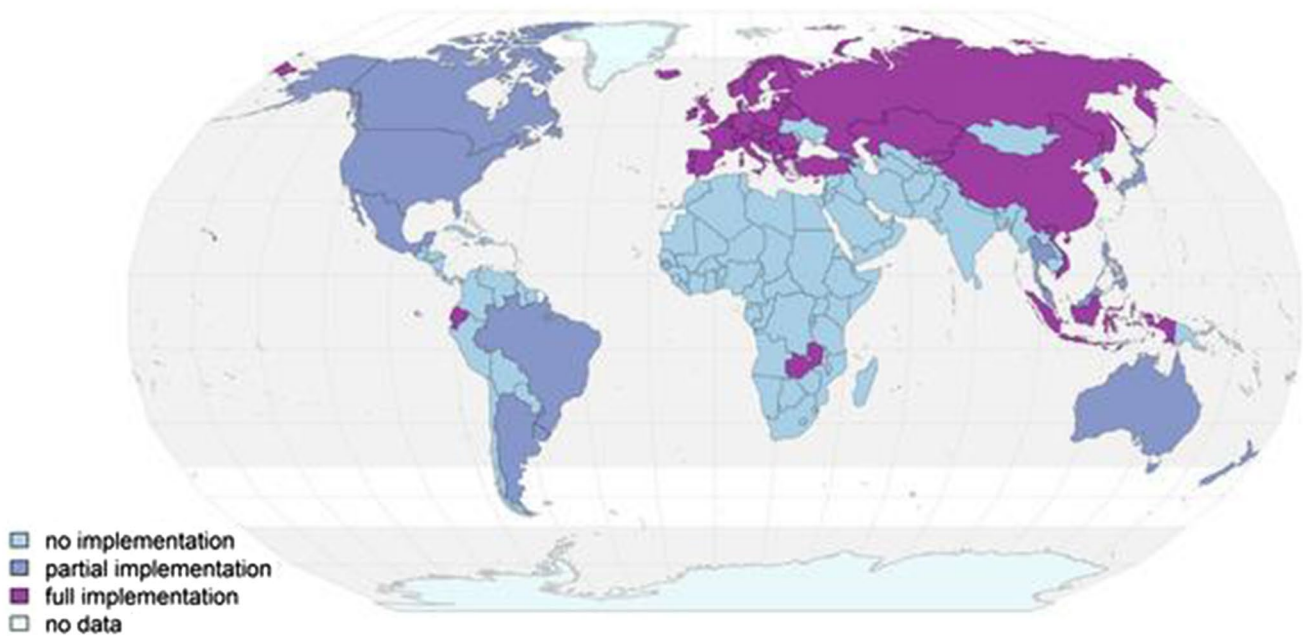 no implementation
partial implementation
full implementation
no data